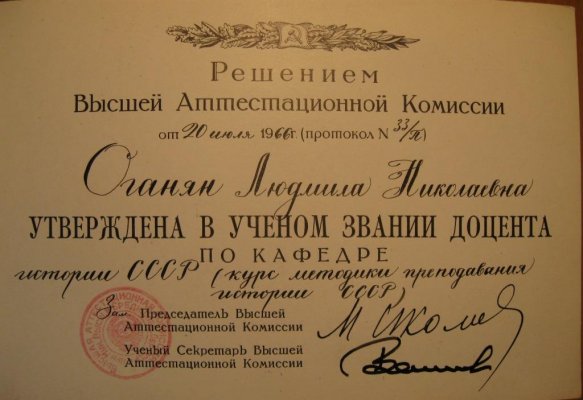 Решением
Высшей Аттестационной Комиссии
от 20 июля 1966г. (протокол N 33/п)
Оганян Людмила Николаевна
УТВЕРЖДЕНА В УЧЕНОМ ЗВАНИИ ДОЦЕНТА
ПО КАФЕДРЕ
истории СССР (курс методики преподавания
истории СССР)
Зам. Председатель Высшей
Аттестационной Комиссии
Ученый Секретарь Высшей
Аттестационной Комиссии